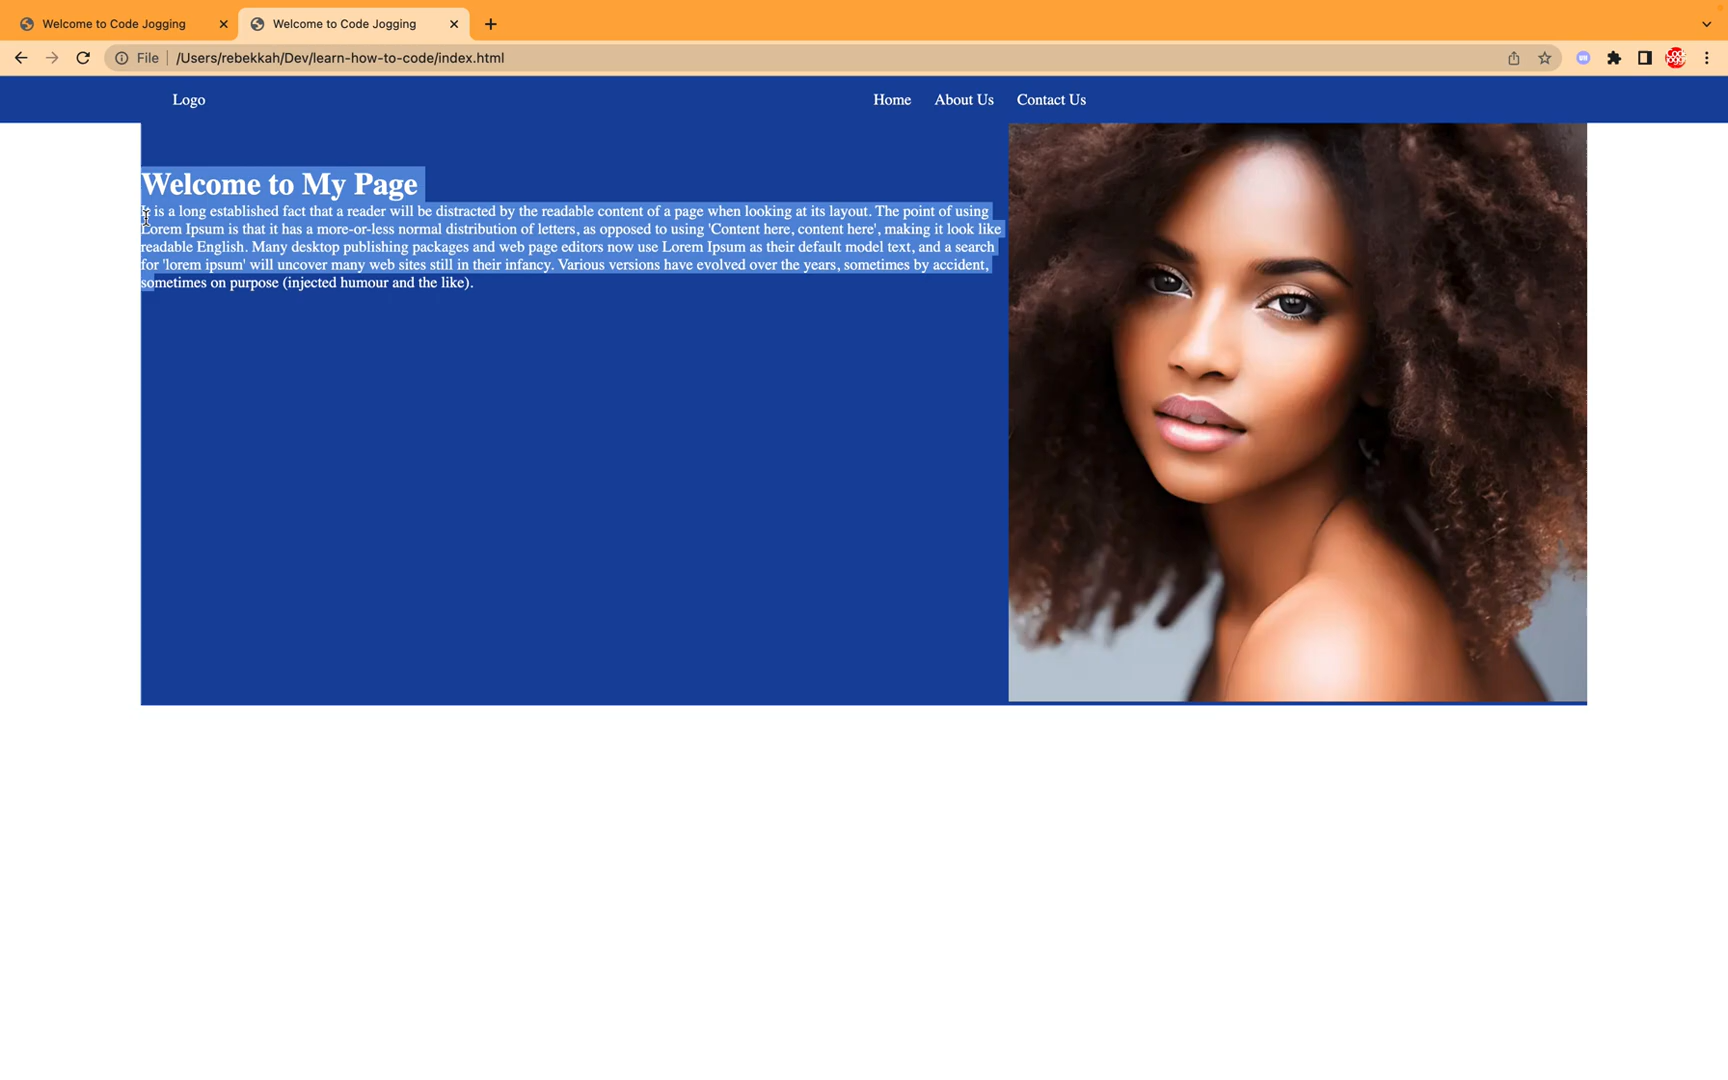 Welcome to Code Jogging
Welcome to Code Jogging
File
/Users/rebekkah/Dev/learn-how-to-code/index.html
Logo
Home
About Us
Contact Us
Welcome to My Page
It is a long established fact that a reader will be distracted by the readable content of a page when looking at its layout. The point of using
Lorem Ipsum is that it has a more-or-less normal distribution of letters, as opposed to using 'Content here, content here', making it look like
readable English. Many desktop publishing packages and web page editors now use Lorem Ipsum as their default model text, and a search
for 'lorem ipsum' will uncover many web sites still in their infancy. Various versions have evolved over the years, sometimes by accident,
sometimes on purpose (injected humour and the like).